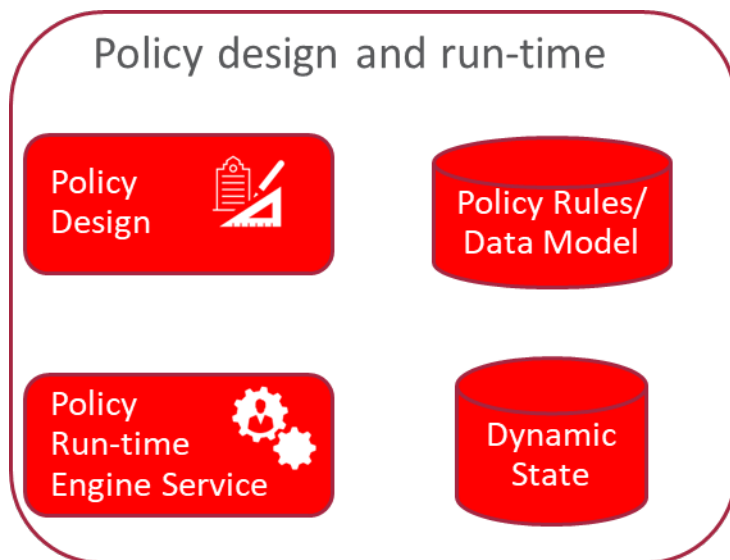 Policy design and run-time
Policy
Design
Policy Rules/
Data Model
Policy
Run-time
Engine Service
Dynamic
State